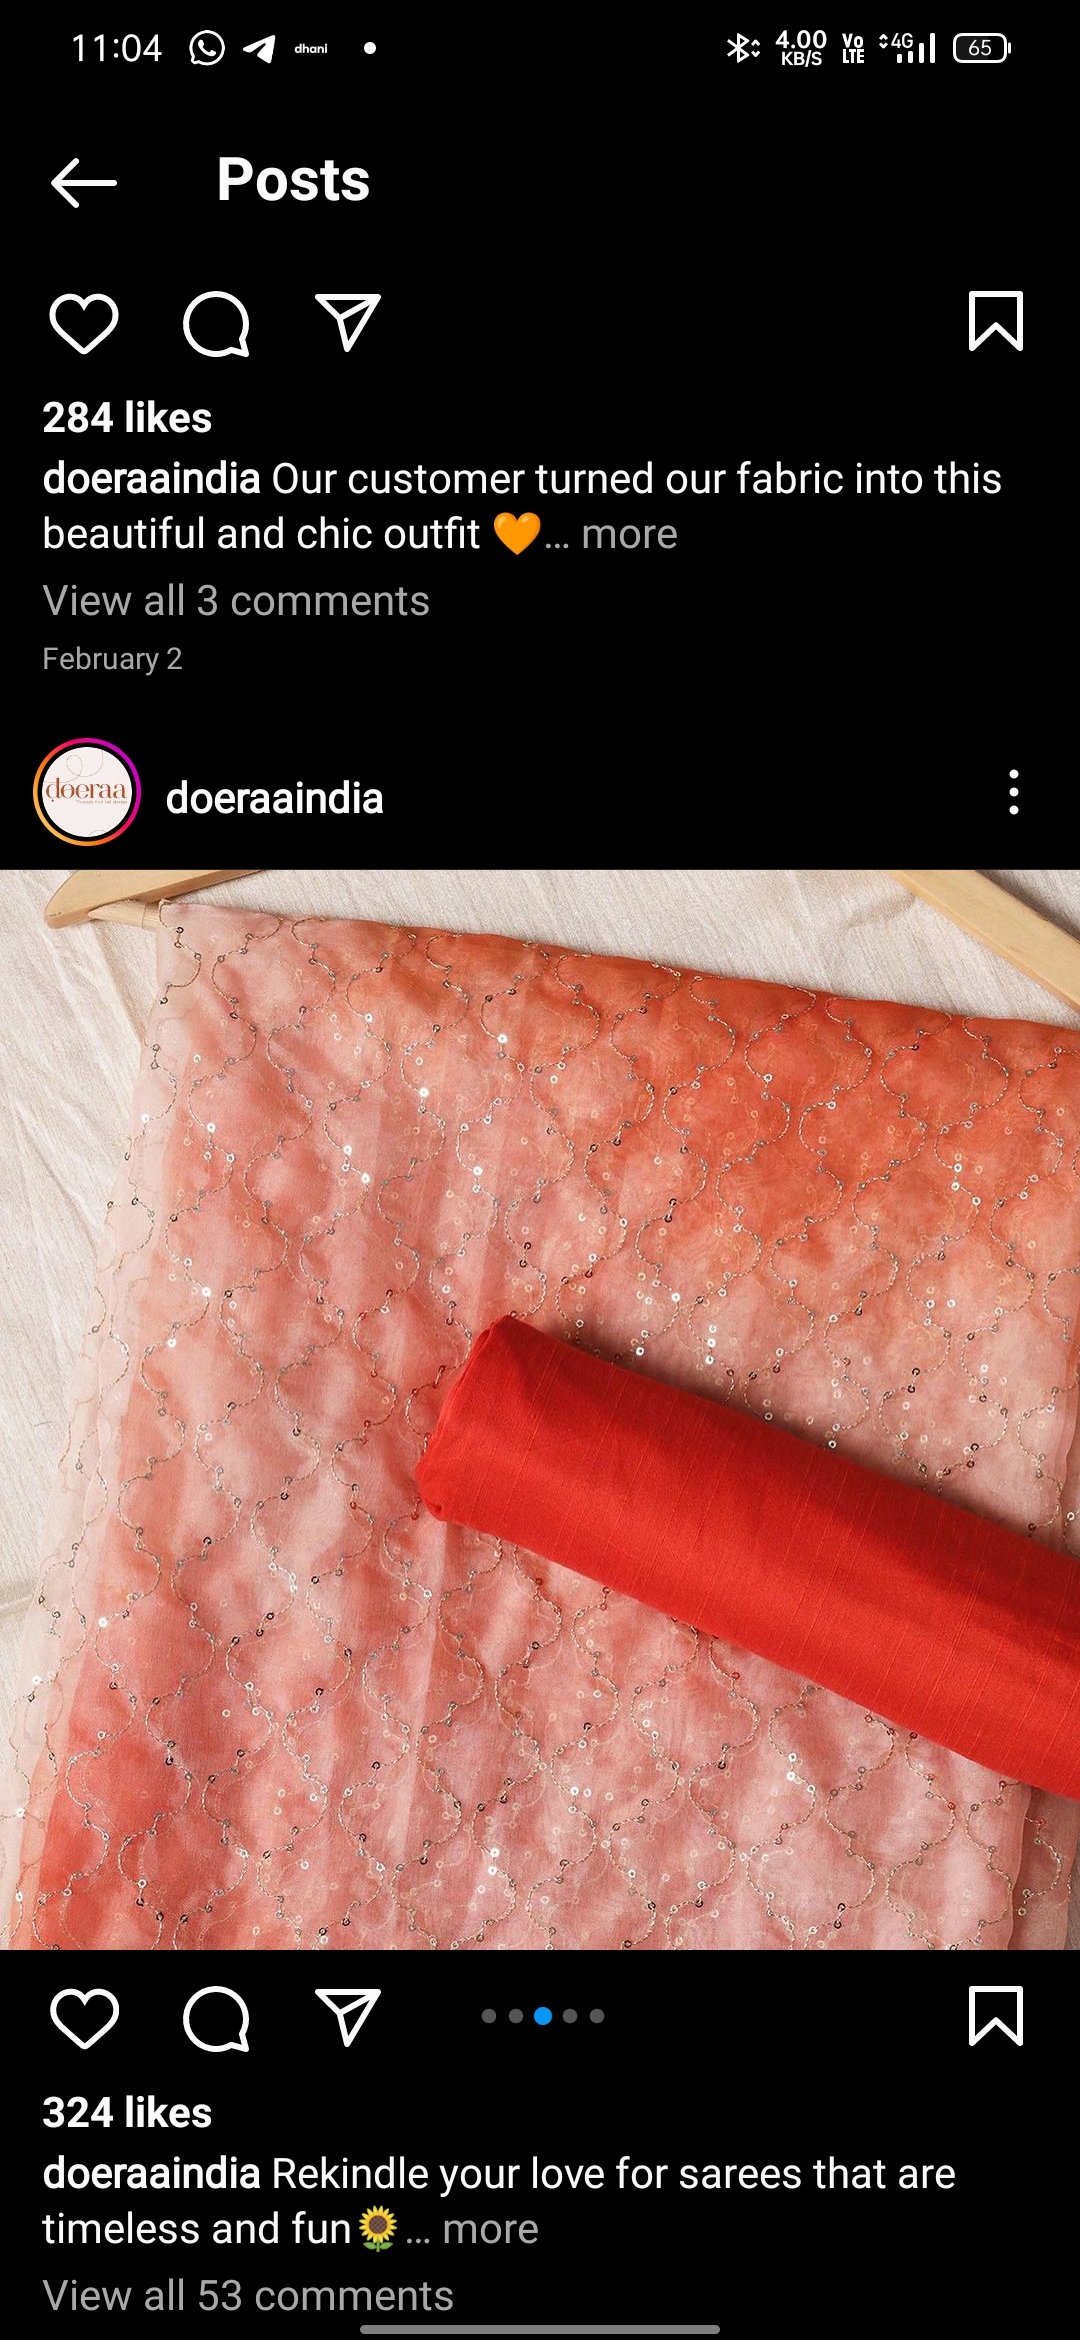 11:04 dhani 4.00 KB/S Vo LTE 4G 65
Posts
284 likes
doeraaindia Our customer turned our fabric into this
beautiful and chic outfit 🧡... more
View all 3 comments
February 2
doeraa
doeraaindia
324 likes
doeraaindia Rekindle your love for sarees that are
timeless and fun🌻... more
View all 53 comments